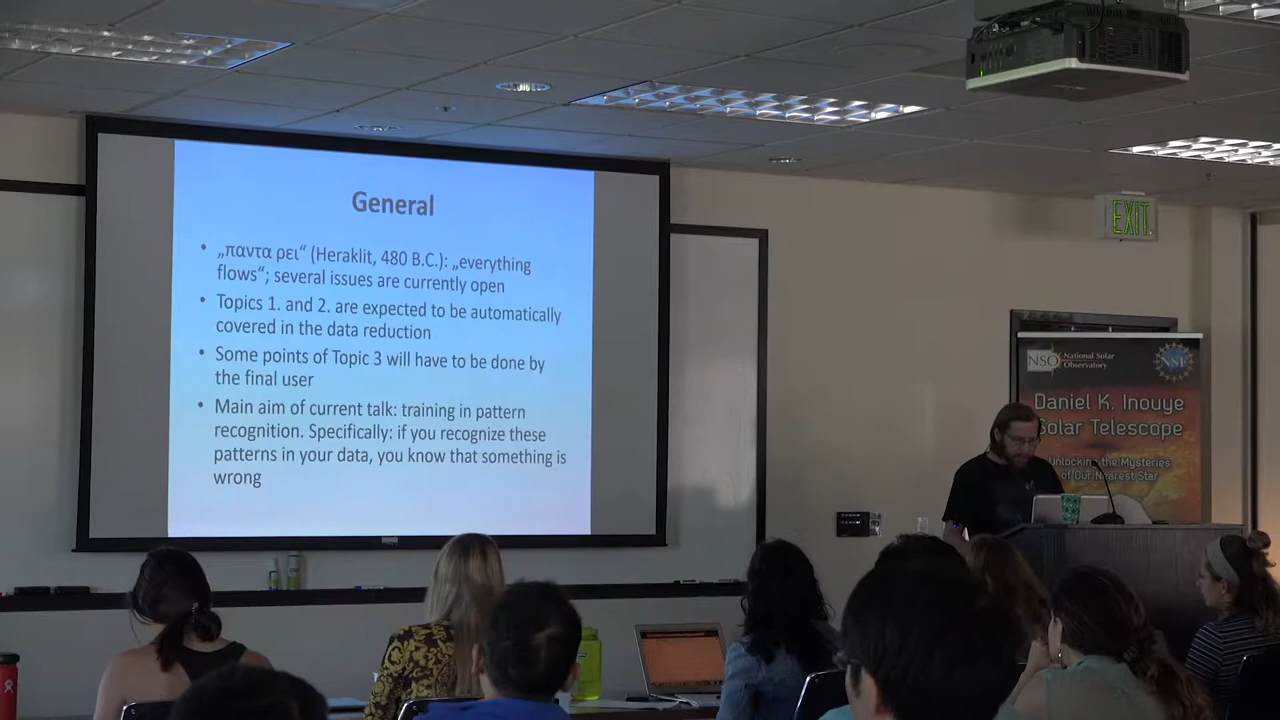 General
• „παντα ρει“ (Heraklit, 480 B.C.): „everything
flows“; several issues are currently open
• Topics 1. and 2. are expected to be automatically
covered in the data reduction
• Some points of Topic 3 will have to be done by
the final user
• Main aim of current talk: training in pattern
recognition. Specifically: if you recognize these
patterns in your data, you know that something is
wrong
EXIT
NSO National Solar
Observatory
NSF
Daniel K. Inouye
Solar Telescope
Unlocking the Mysteries
of Our Nearest Star